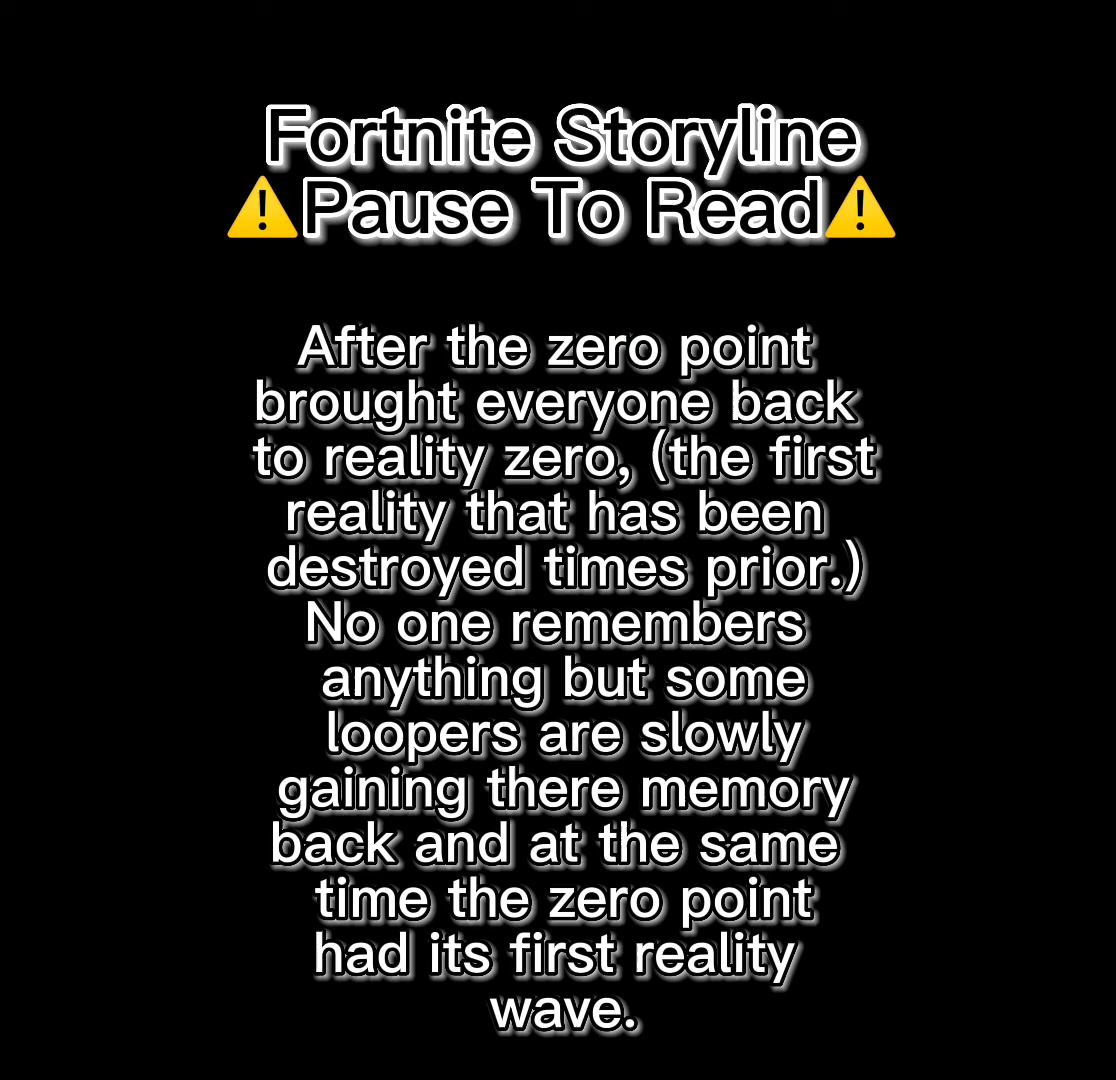 Fortnite Storyline
⚠️Pause To Read⚠️
After the zero point
brought everyone back
to reality zero, (the first
reality that has been
destroyed times prior.)
No one remembers
anything but some
loopers are slowly
gaining there memory
back and at the same
time the zero point
had its first reality
wave.